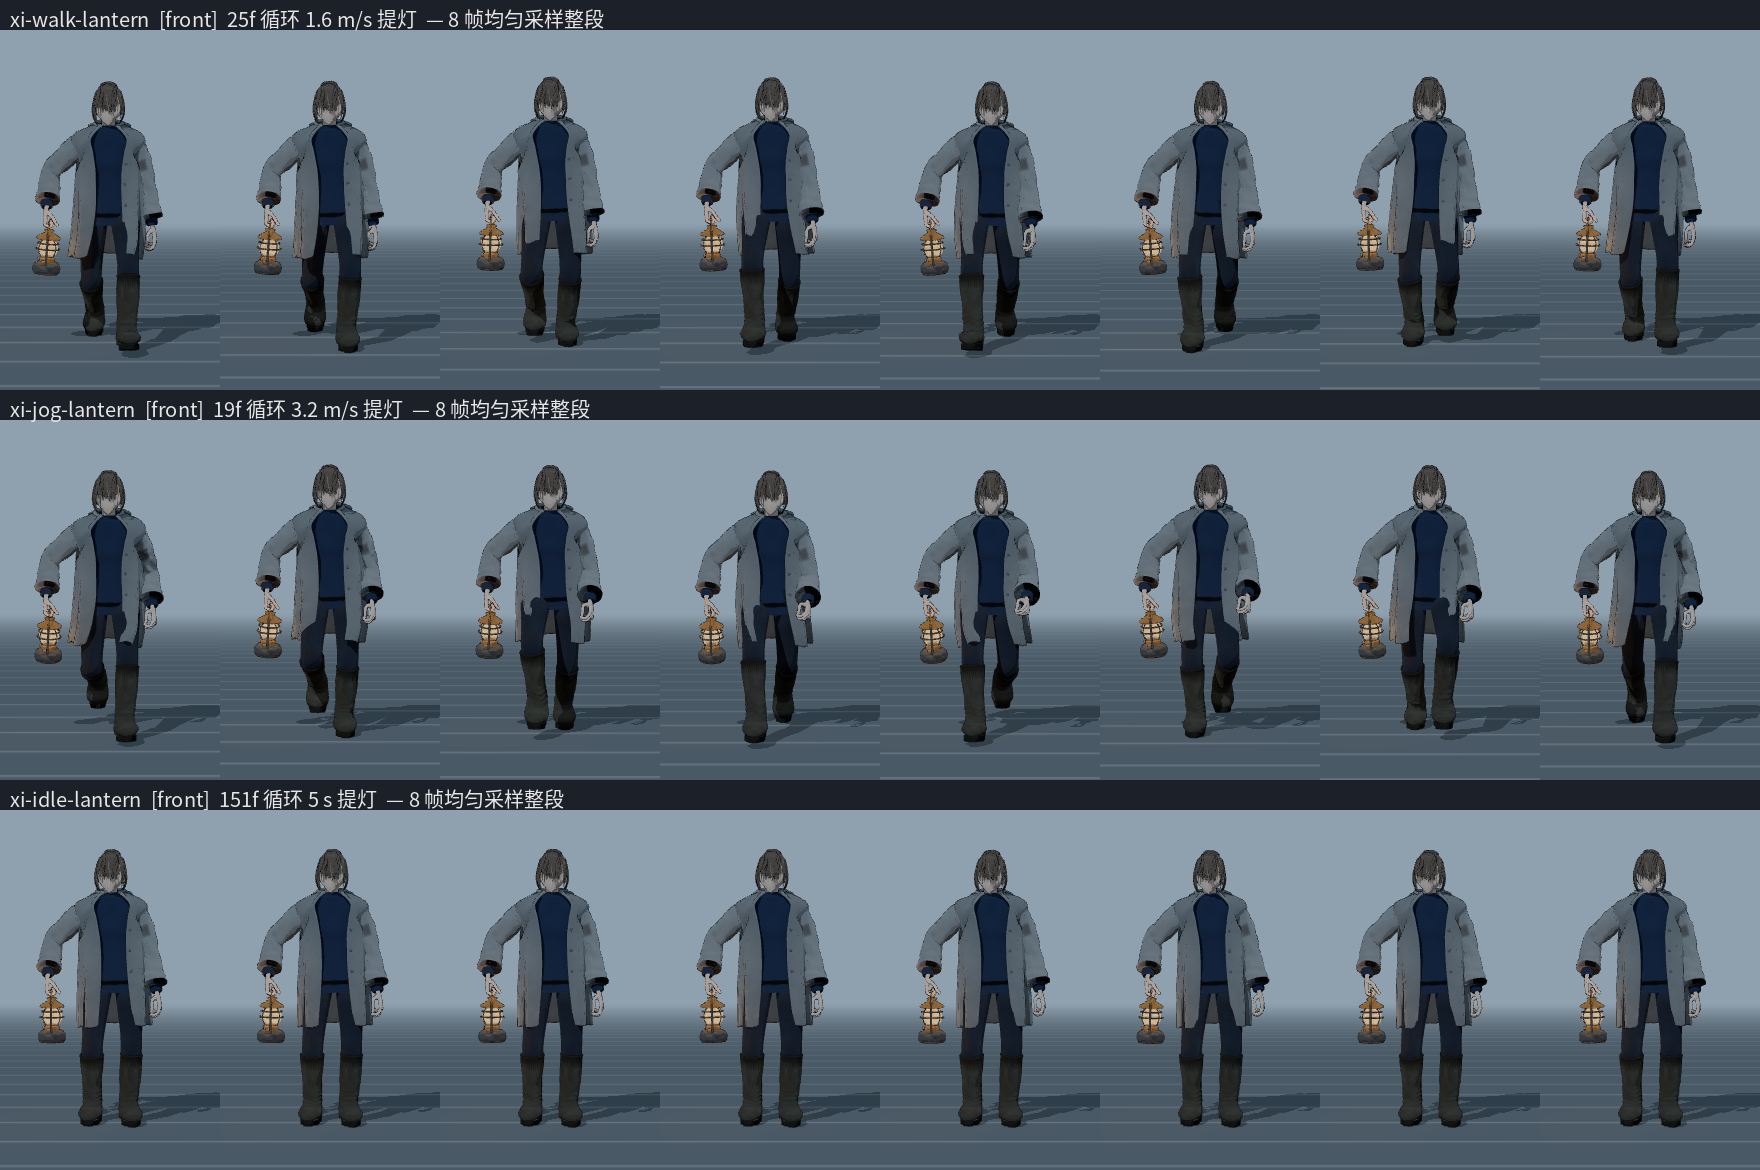 xi-walk-lantern [front] 25f 循环 1.6 m/s 提灯 — 8 帧均匀采样整段
xi-jog-lantern [front] 19f 循环 3.2 m/s 提灯 — 8 帧均匀采样整段
xi-idle-lantern [front] 151f 循环 5 s 提灯 — 8 帧均匀采样整段